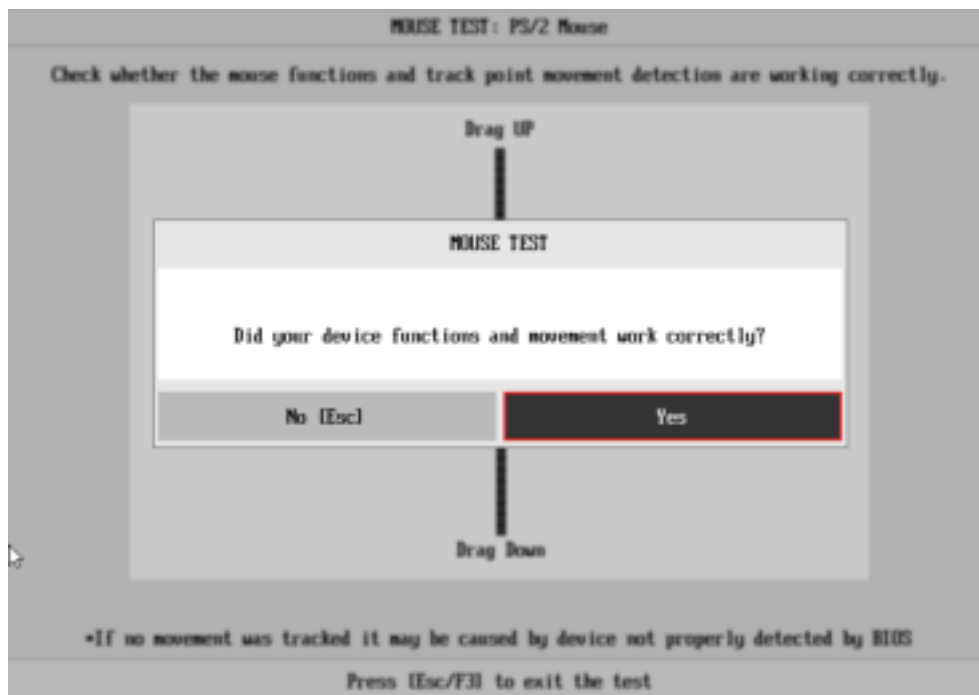 MOUSE TEST: PS/2 Mouse
Check whether the mouse functions and track point movement detection are working correctly.
Drag UP
MOUSE TEST
Did your device functions and movement work correctly?
No [Esc]
Yes
Drag Down
*If no movement was tracked it may be caused by device not properly detected by BIOS
Press [Esc/F3] to exit the test